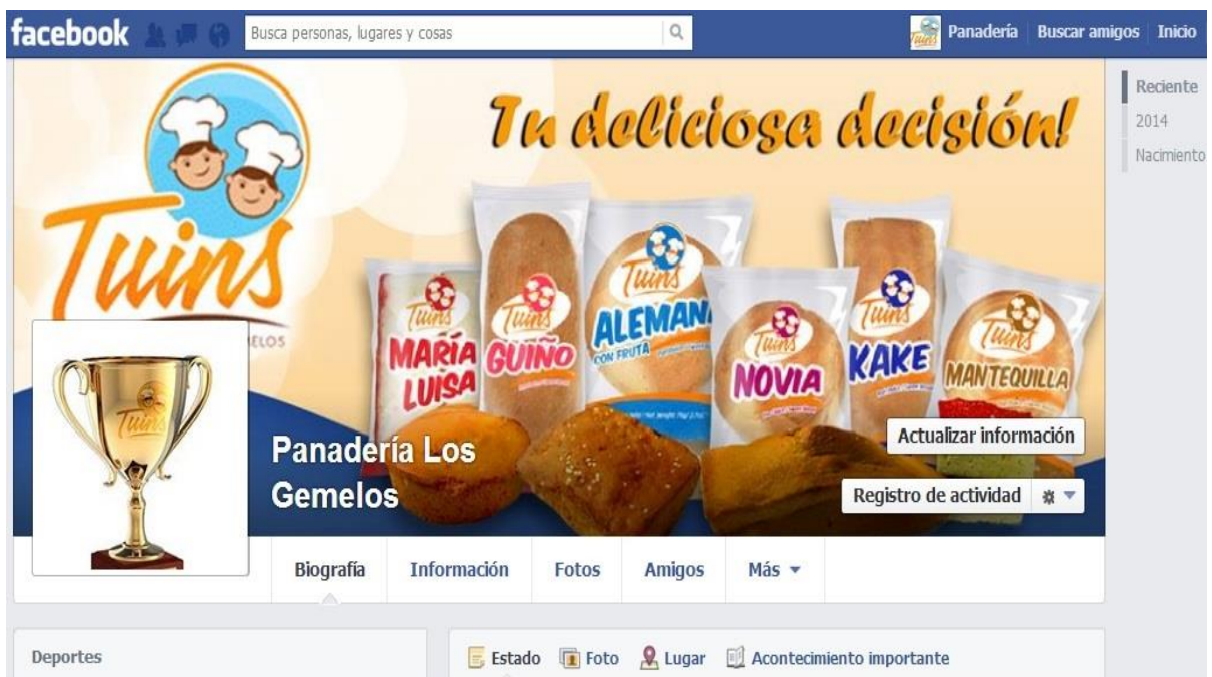 facebook
Busca personas, lugares y cosas
Panadería
Buscar amigos
Inicio
Reciente
2014
Nacimiento
Tu deliciosa decisión!
Tuins
ELOS
Tuins
MARÍA
LUISA
Tuins
GUIÑO
Tuins
ALEMAN
CON FRUTA
Tuins
NOVIA
Tuins
KAKE
Tuins
MANTEQUILLA
Tuins
Panadería Los
Gemelos
Actualizar información
Registro de actividad
Biografía
Información
Fotos
Amigos
Más
Deportes
Estado
Foto
Lugar
Acontecimiento importante